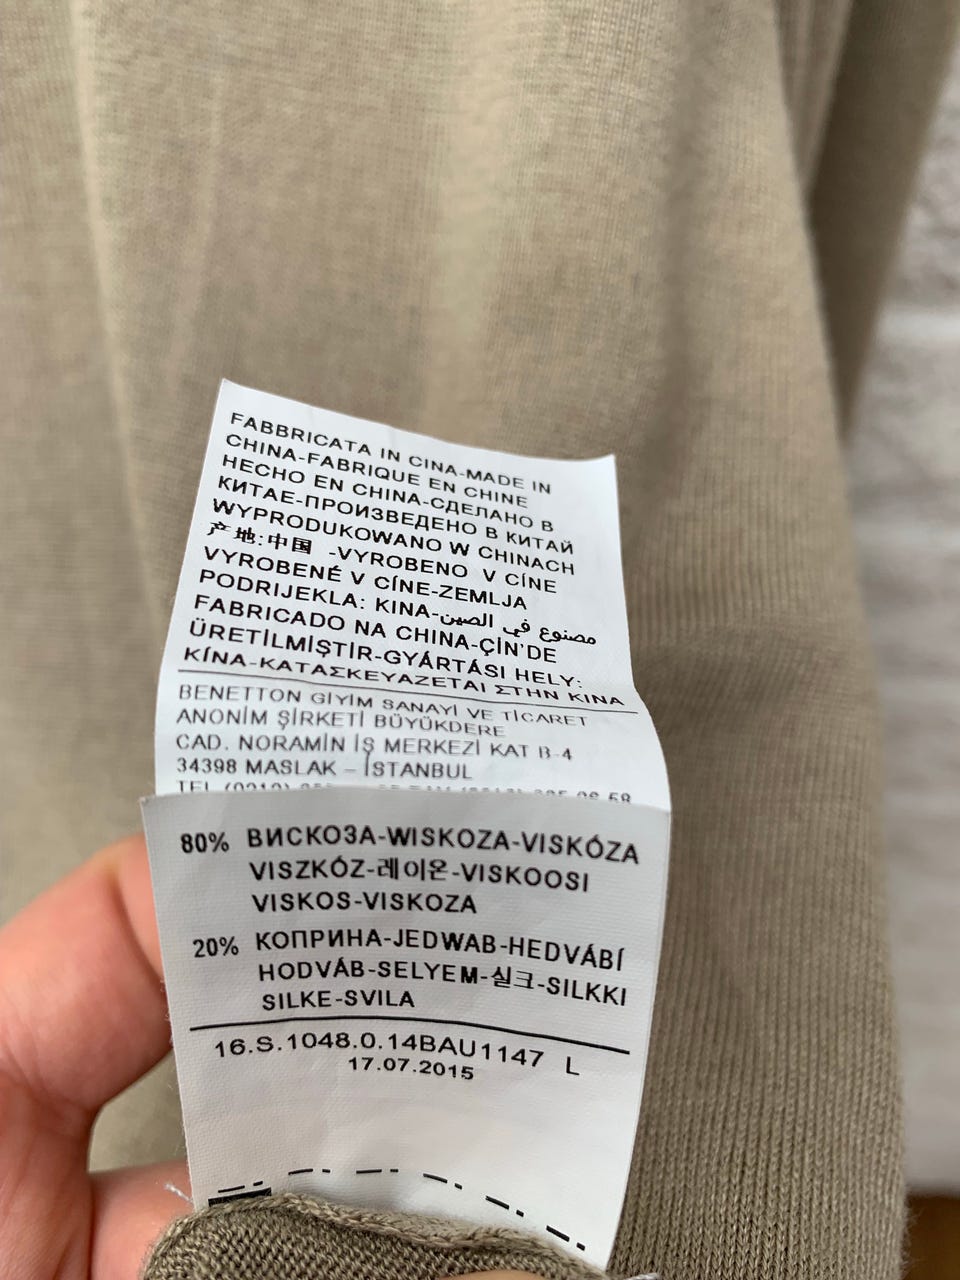 FABBRICATA IN CINA-MADE IN
CHINA-FABRIQUE EN CHINE
HECHO EN CHINA-СДЕЛАНО В
КИТАЕ-ПРОИЗВЕДЕНО В КИТАЙ
WYPRODUKOWANO W CHINACH
产地:中国 -VYROBENO V CÍNE
VYROBENÉ V CÍNE-ZEMLJA
PODRIJEKLA: KINA-مصنوع في الصين
FABRICADO NA CHINA-ÇİN'DE
ÜRETİLMİŞTİR-GYÁRTÁSI HELY:
KÍNA-ΚΑΤΑΣΚΕΥΑΖΕΤΑΙ ΣΤΗΝ ΚΙΝΑ
BENETTON GİYİM SANAYİ VE TİCARET
ANONİM ŞİRKETİ BÜYÜKDERE
CAD. NORAMİN İŞ MERKEZİ KAT B-4
34398 MASLAK – İSTANBUL
80% ВИСКОЗА-WISKOZA-VISKÓZA
VISZKÓZ-레이온-VISKOOSI
VISKOS-VISKOZA
20% КОПРИНА-JEDWAB-HEDVÁBÍ
HODVÁB-SELYEM-실크-SILKKI
SILKE-SVILA
16.S.1048.0.14BAU1147 L
17.07.2015